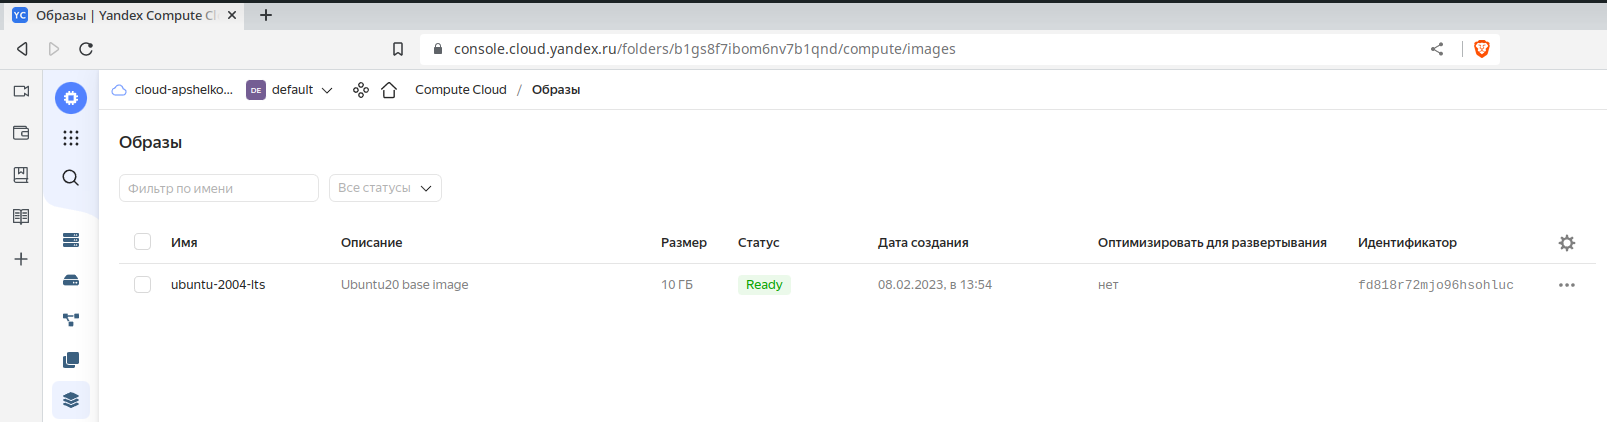 YC Образы | Yandex Compute Cl
console.cloud.yandex.ru/folders/b1gs8f7ibom6nv7b1qnd/compute/images
cloud-apshelko... DE default Compute Cloud / Образы
Образы
Фильтр по имени Все статусы
Имя Описание Размер Статус Дата создания Оптимизировать для развертывания Идентификатор
ubuntu-2004-lts Ubuntu20 base image 10 ГБ Ready 08.02.2023, в 13:54 нет fd818r72mjo96hsohluc